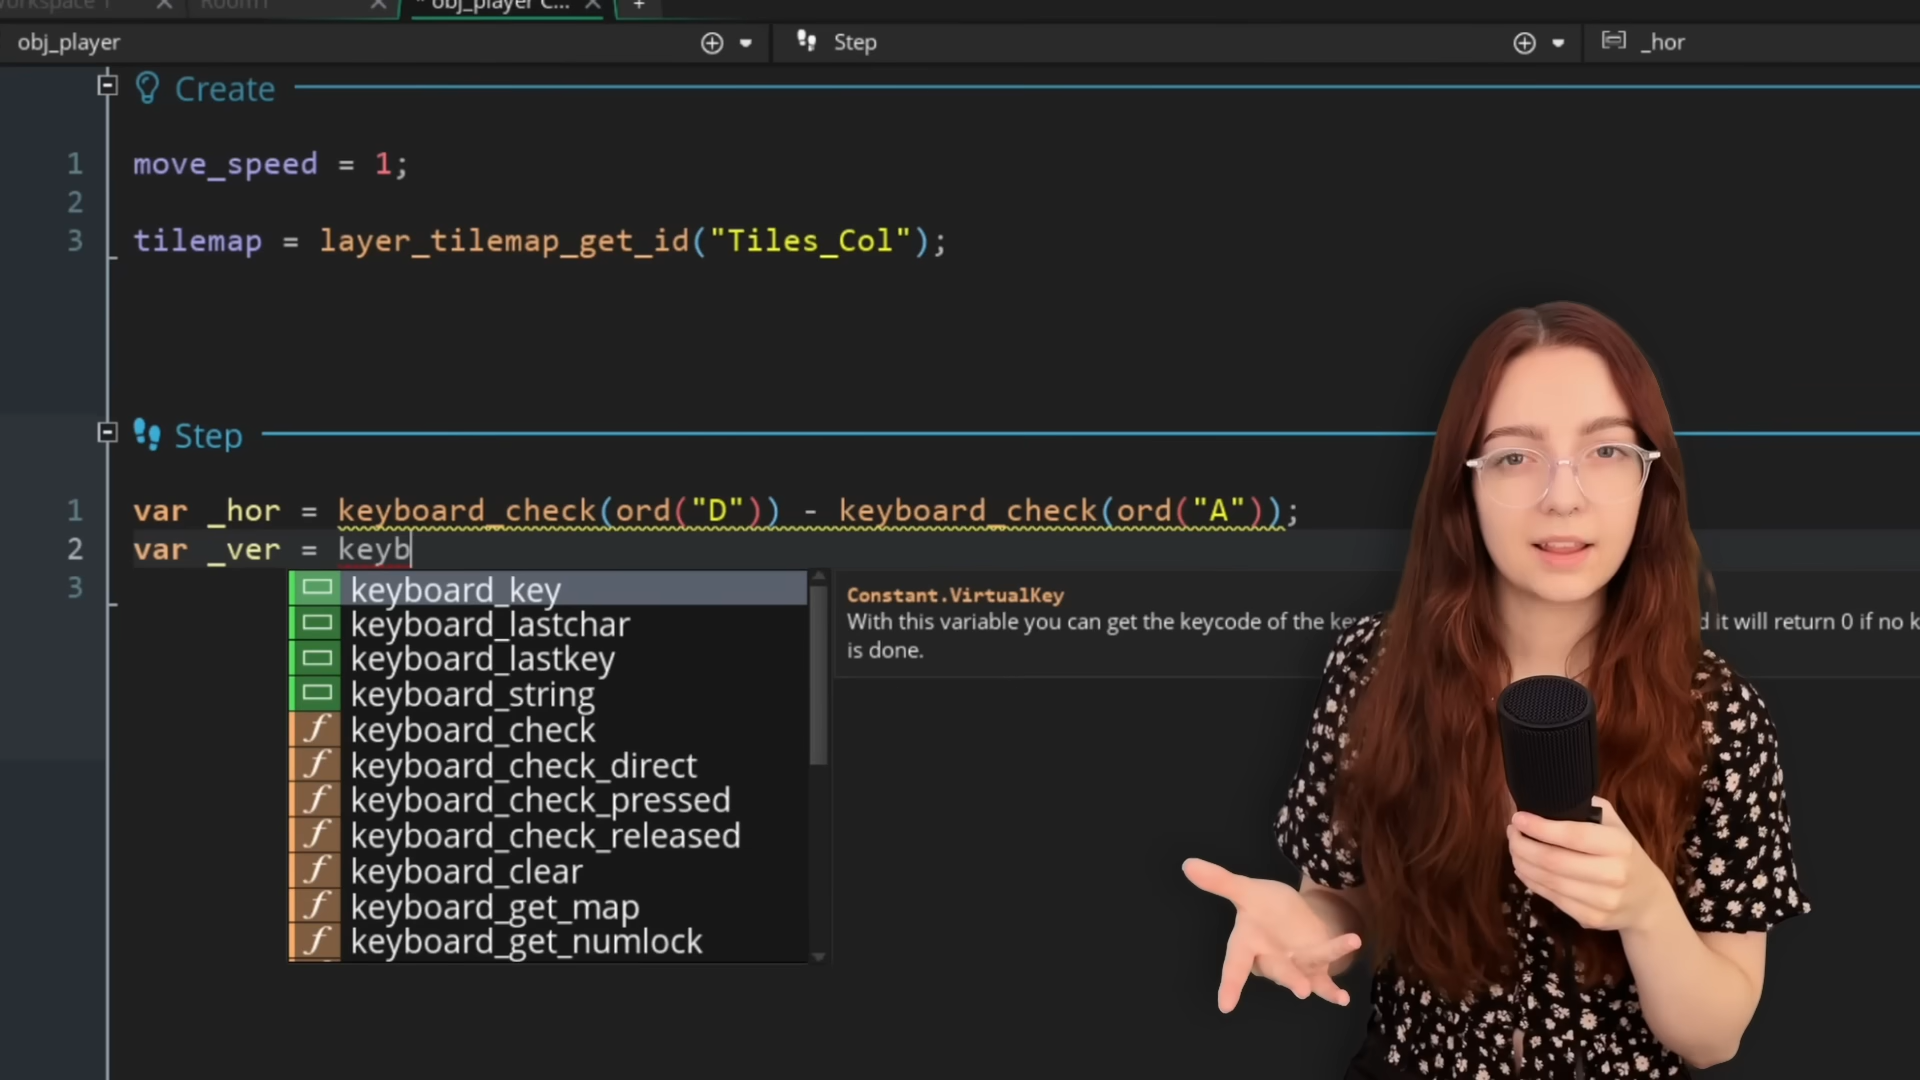 Room1
* obj_player C...
+
obj_player
Step
_hor
Create
1 move_speed = 1;
2
3 tilemap = layer_tilemap_get_id("Tiles_Col");
Step
1 var _hor = keyboard_check(ord("D")) - keyboard_check(ord("A"));
2 var _ver = keyb
3
keyboard_key
keyboard_lastchar
keyboard_lastkey
keyboard_string
f keyboard_check
f keyboard_check_direct
f keyboard_check_pressed
f keyboard_check_released
f keyboard_clear
f keyboard_get_map
f keyboard_get_numlock
Constant.VirtualKey
With this variable you can get the keycode of the it will return 0 if no
is done.